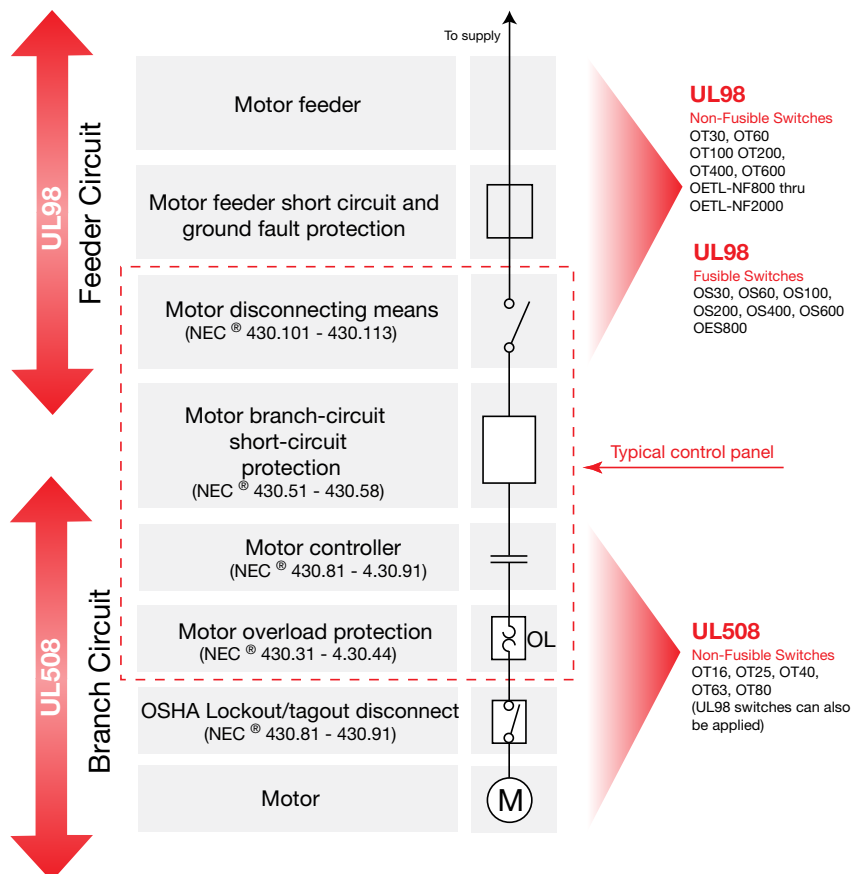 To supply
UL98
Feeder Circuit
UL508
Branch Circuit
Motor feeder
Motor feeder short circuit and
ground fault protection
Motor disconnecting means
(NEC ® 430.101 - 430.113)
Motor branch-circuit
short-circuit
protection
(NEC ® 430.51 - 430.58)
Motor controller
(NEC ® 430.81 - 4.30.91)
Motor overload protection
(NEC ® 430.31 - 4.30.44)
OL
OSHA Lockout/tagout disconnect
(NEC ® 430.81 - 430.91)
Motor
M
UL98
Non-Fusible Switches
OT30, OT60
OT100 OT200,
OT400, OT600
OETL-NF800 thru
OETL-NF2000
UL98
Fusible Switches
OS30, OS60, OS100,
OS200, OS400, OS600
OES800
Typical control panel
UL508
Non-Fusible Switches
OT16, OT25, OT40,
OT63, OT80
(UL98 switches can also
be applied)